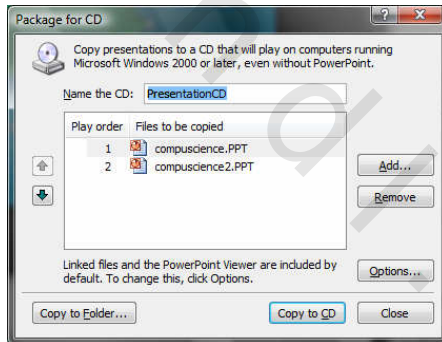 Package for CD
Copy presentations to a CD that will play on computers running
Microsoft Windows 2000 or later, even without PowerPoint.
Name the CD: PresentationCD
Play order Files to be copied
1 compuscience.PPT
2 compuscience2.PPT
Add...
Remove
Linked files and the PowerPoint Viewer are included by
default. To change this, click Options.
Options...
Copy to Folder... Copy to CD Close